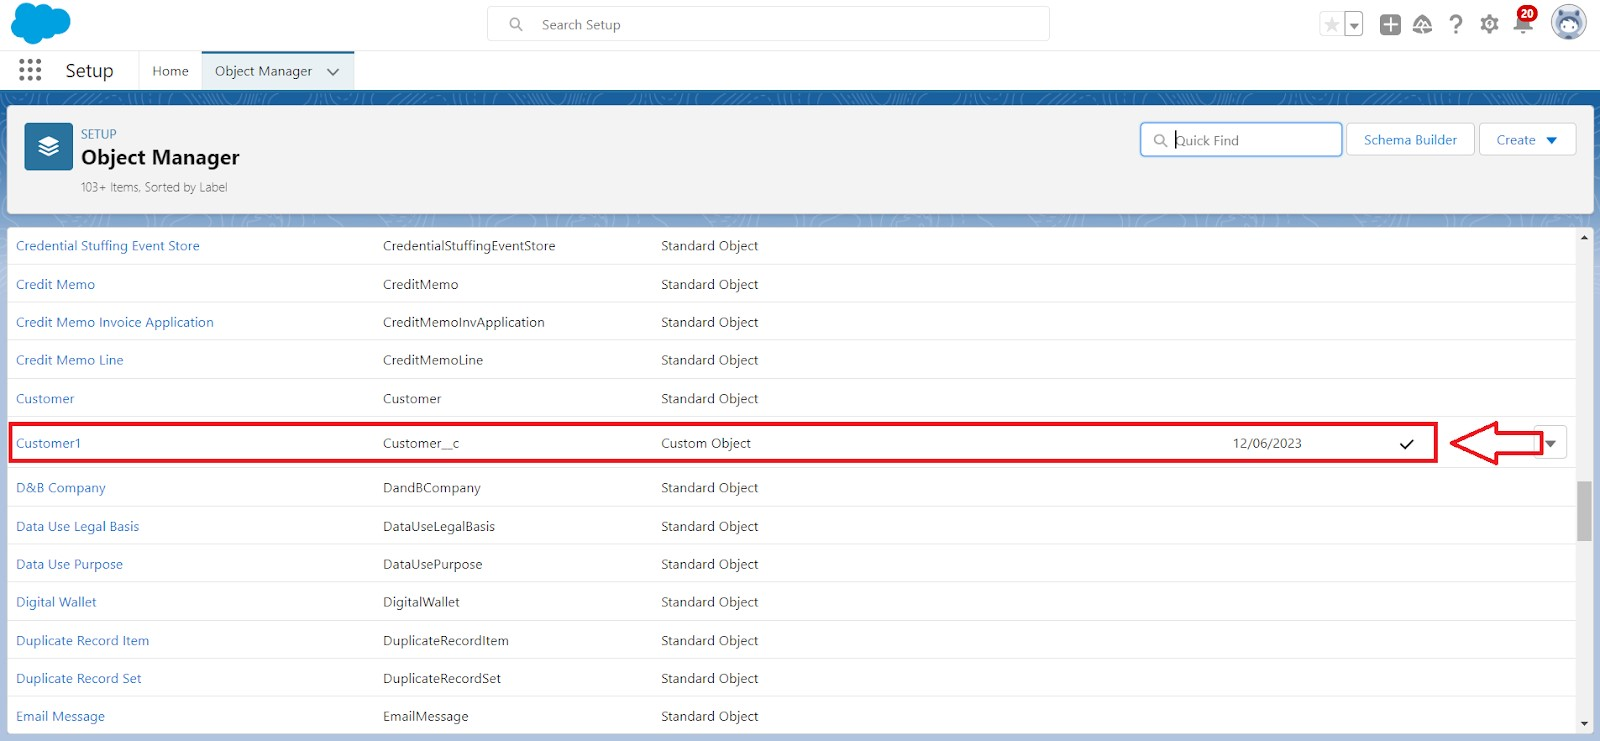 Search Setup
20
Setup Home Object Manager
SETUP
Object Manager
103+ Items, Sorted by Label
Quick Find
Schema Builder
Create
Credential Stuffing Event Store CredentialStuffingEventStore Standard Object
Credit Memo CreditMemo Standard Object
Credit Memo Invoice Application CreditMemoInvApplication Standard Object
Credit Memo Line CreditMemoLine Standard Object
Customer Customer Standard Object
Customer1 Customer__c Custom Object 12/06/2023
D&B Company DandBCompany Standard Object
Data Use Legal Basis DataUseLegalBasis Standard Object
Data Use Purpose DataUsePurpose Standard Object
Digital Wallet DigitalWallet Standard Object
Duplicate Record Item DuplicateRecordItem Standard Object
Duplicate Record Set DuplicateRecordSet Standard Object
Email Message EmailMessage Standard Object